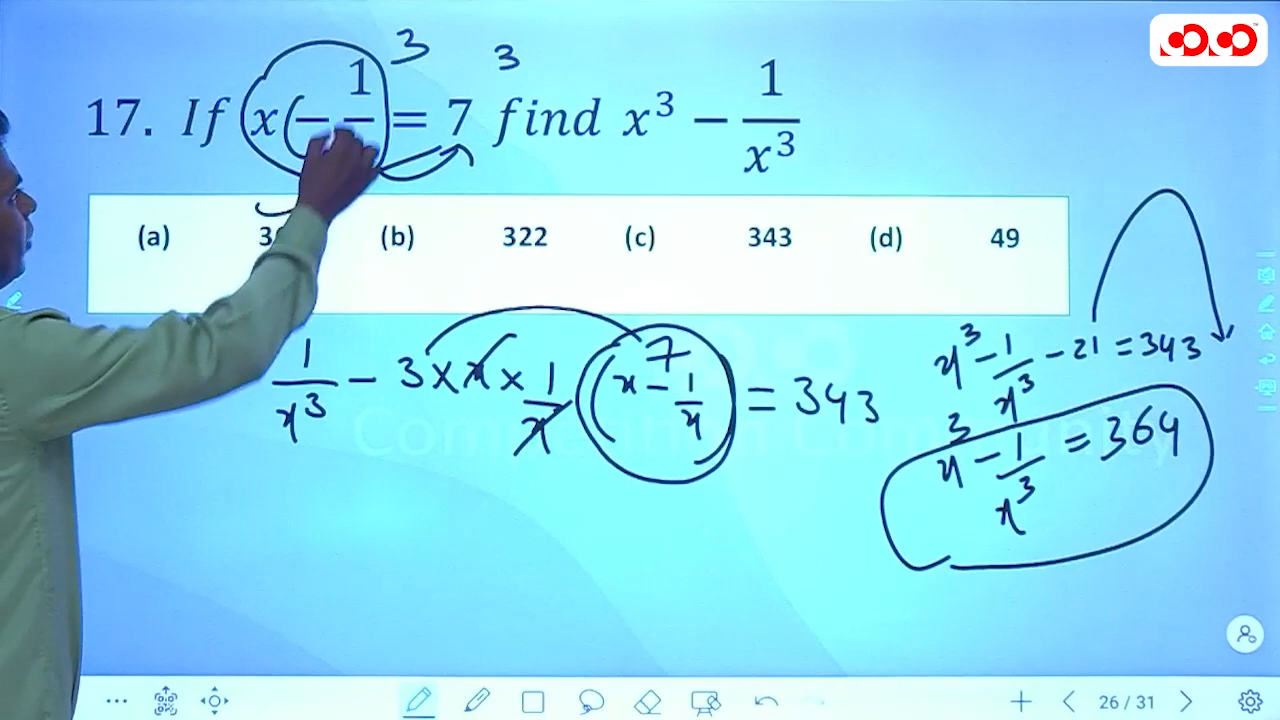 3 3
17. If (x − 1/ = 7 find x³ − 1/x³
(a) 3 (b) 322 (c) 343 (d) 49
1/x³ − 3 × x × 1/x (x − 1/x) = 343
7
x³ − 1/x³ − 21 = 343
x³ − 1/x³ = 364
26 / 31